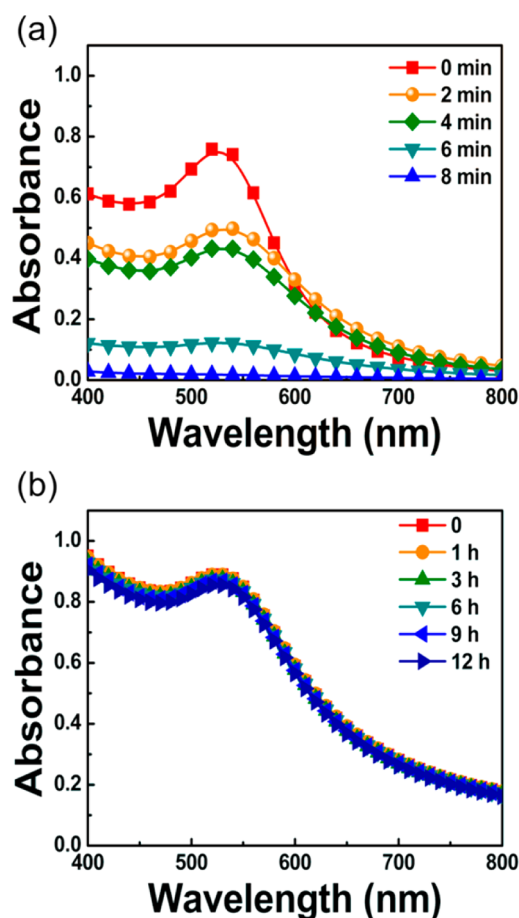 (a)
1.0
0.8
0.6
0.4
0.2
0.0
Absorbance
0 min
2 min
4 min
6 min
8 min
400 500 600 700 800
Wavelength (nm)
(b)
1.0
0.8
0.6
0.4
0.2
0.0
Absorbance
0
1 h
3 h
6 h
9 h
12 h
400 500 600 700 800
Wavelength (nm)